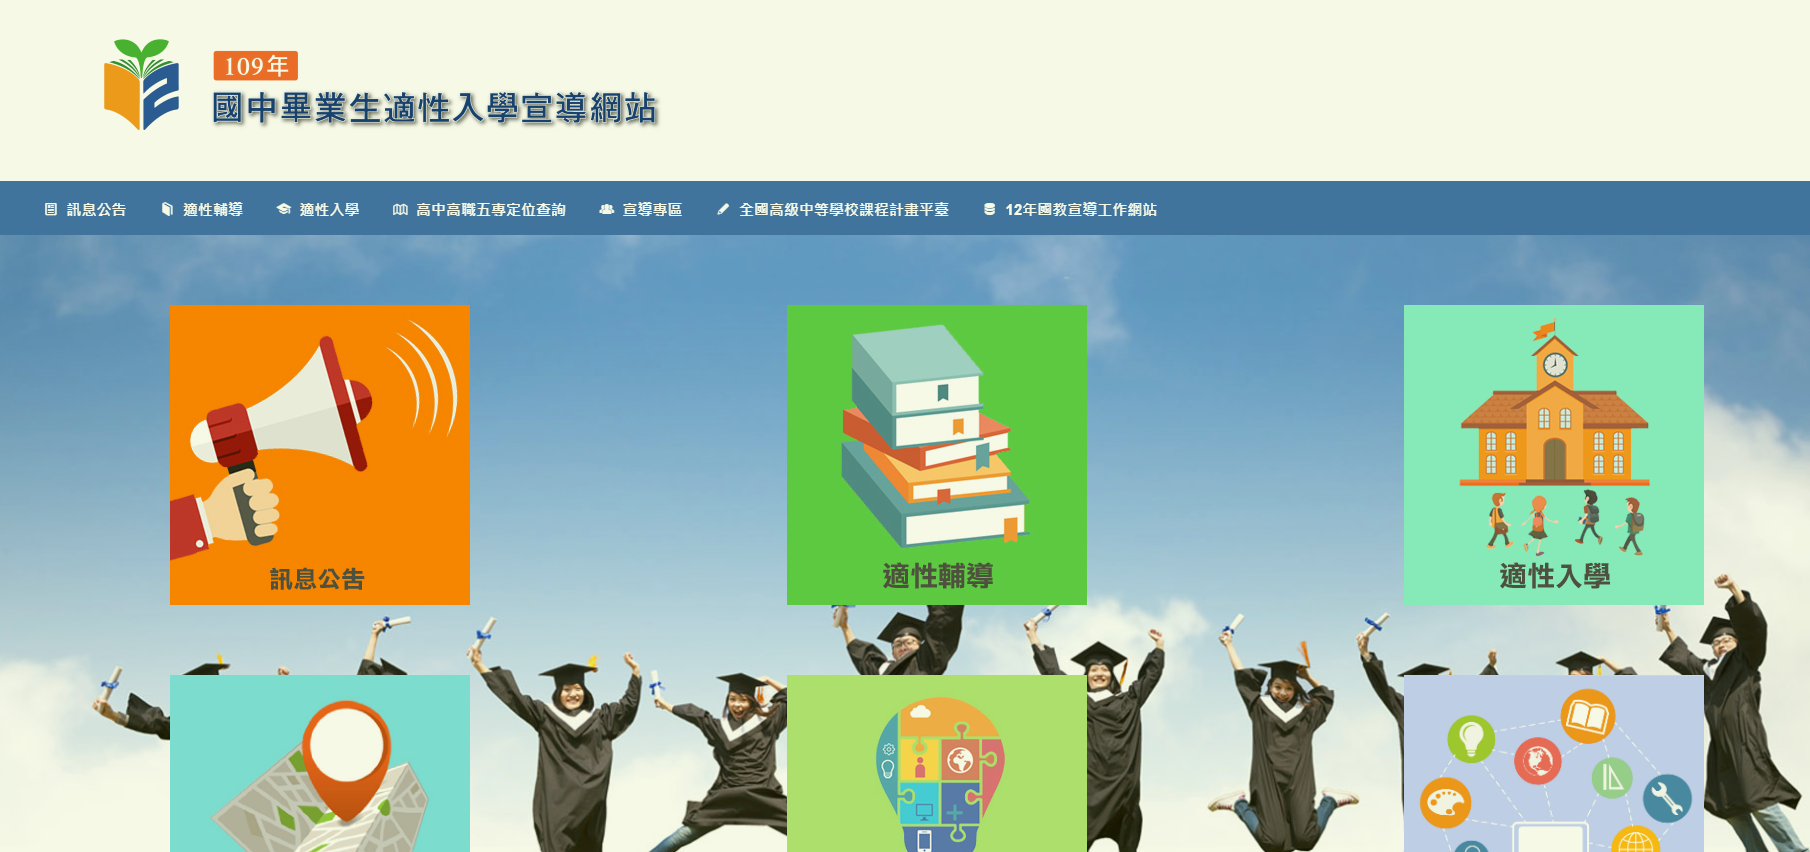 109年
國中畢業生適性入學宣導網站
訊息公告 適性輔導 適性入學 高中高職五專定位查詢 宣導專區 全國高級中等學校課程計畫平臺 12年國教宣導工作網站
訊息公告
適性輔導
適性入學